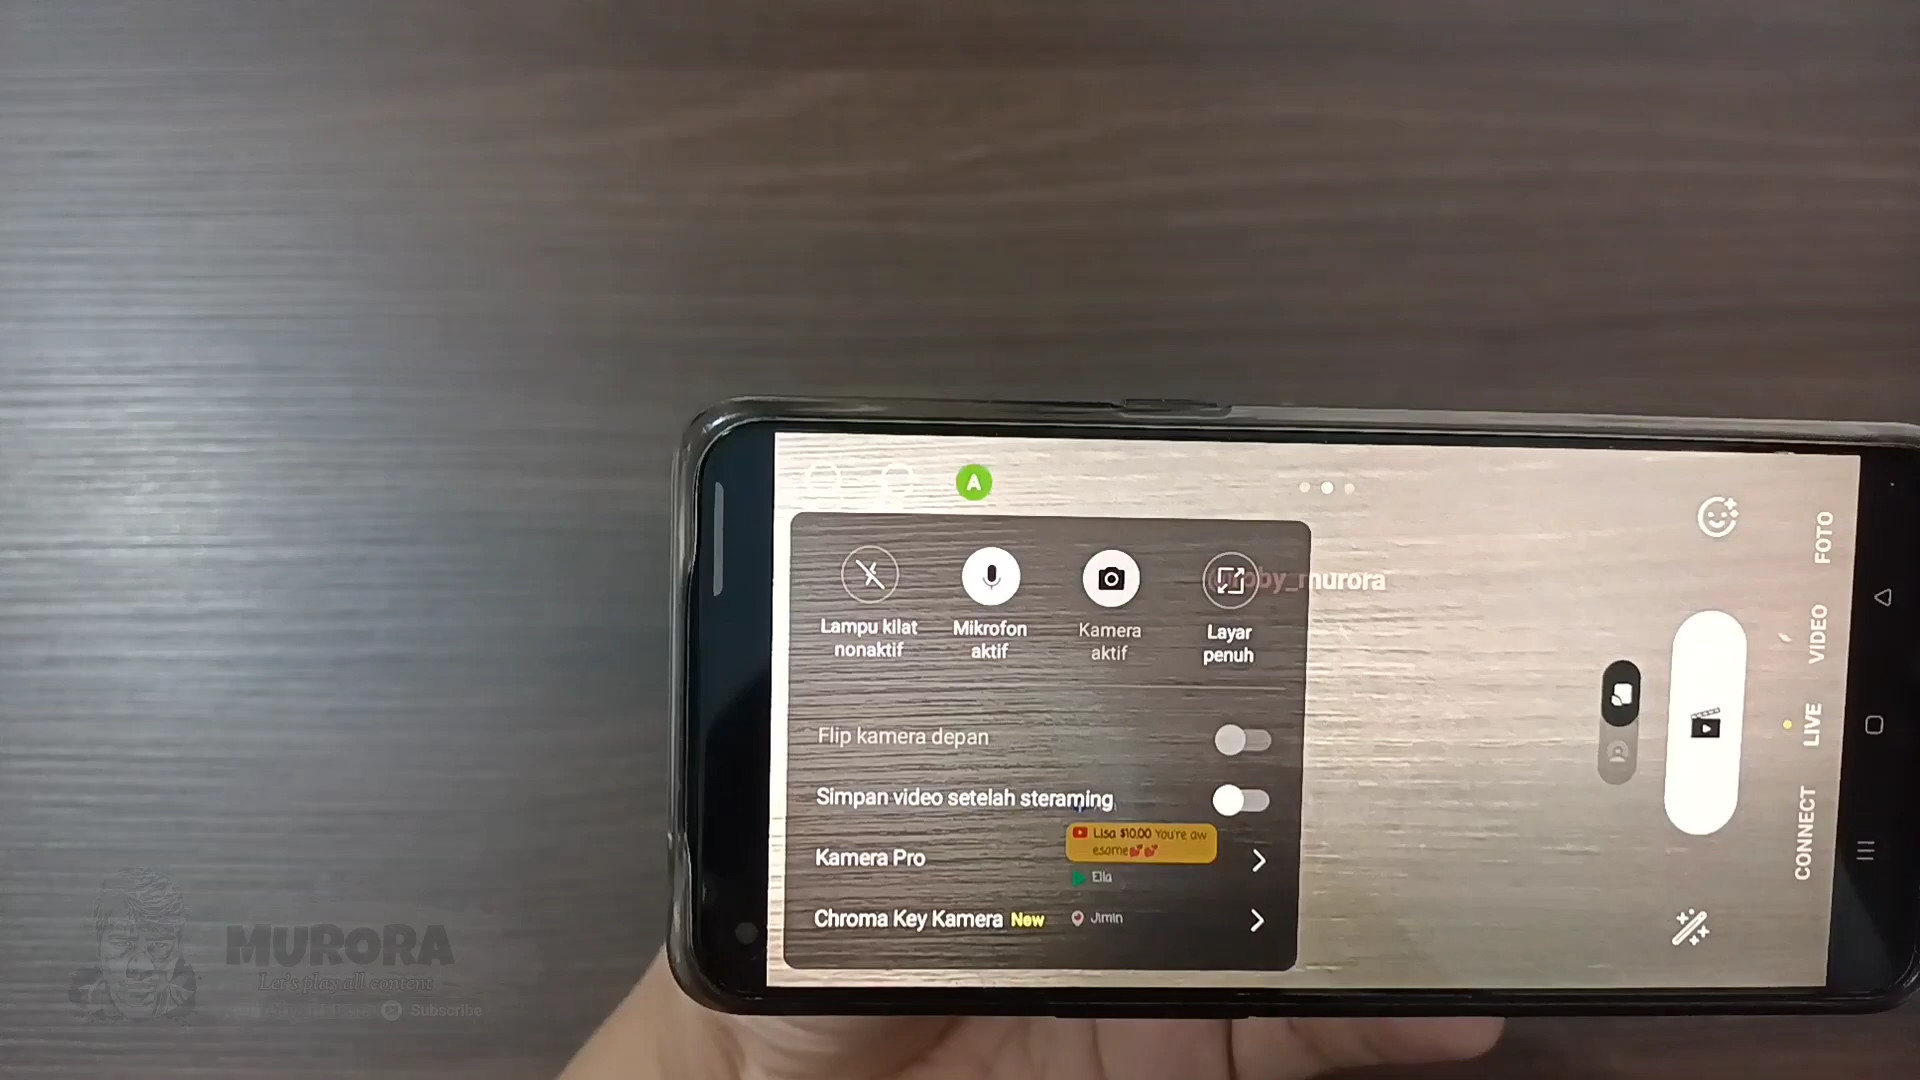 A
@roby_murora
Lampu kilat
nonaktif
Mikrofon
aktif
Kamera
aktif
Layar
penuh
Flip kamera depan
Simpan video setelah steraming
Lisa $10.00 You're aw
esome
Kamera Pro
Ella
Chroma Key Kamera New
Jimin
FOTO
VIDEO
LIVE
CONNECT
MURORA
Let's play all content
Subscribe